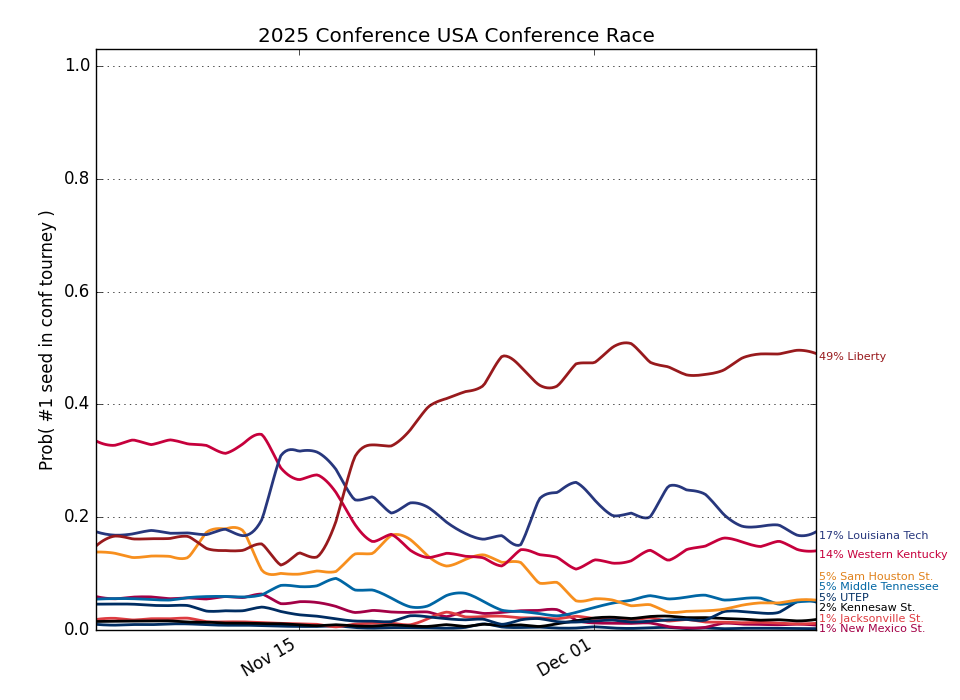 2025 Conference USA Conference Race
Prob( #1 seed in conf tourney )
1.0
0.8
0.6
0.4
0.2
0.0
Nov 15
Dec 01
49% Liberty
17% Louisiana Tech
14% Western Kentucky
5% Sam Houston St.
5% Middle Tennessee
5% UTEP
2% Kennesaw St.
1% Jacksonville St.
1% New Mexico St.